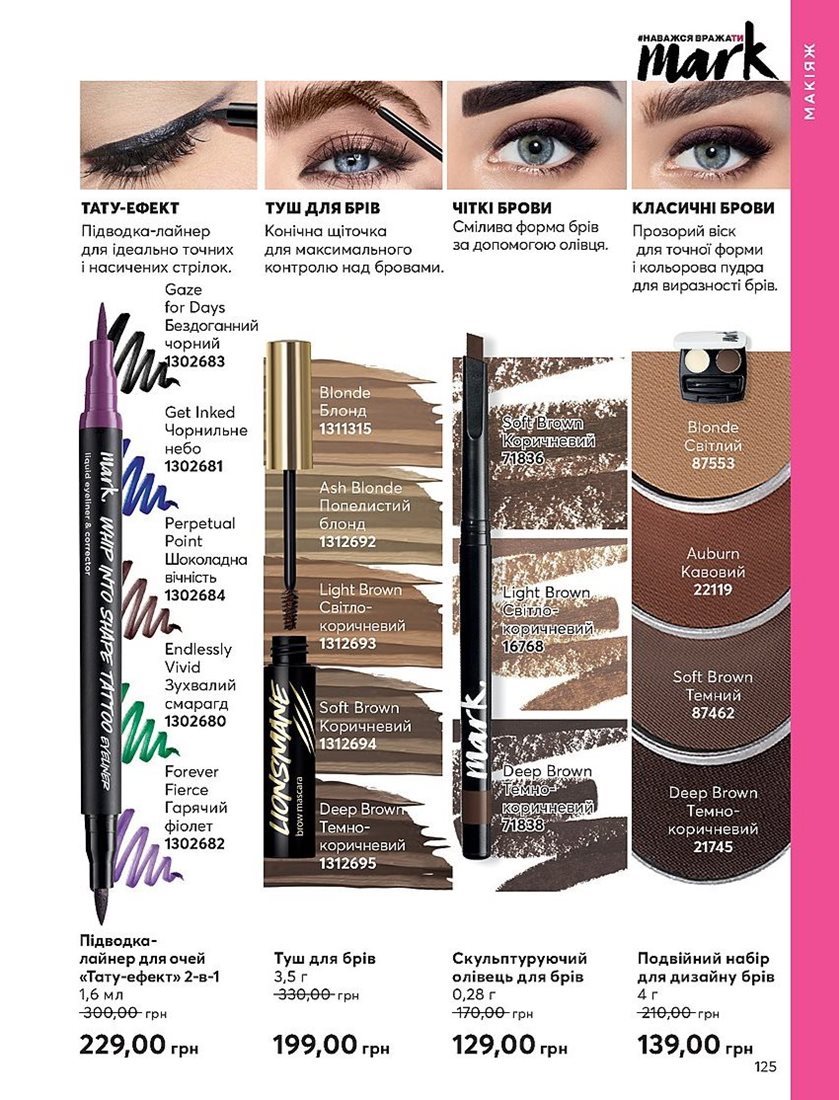 #НАВАЖСЯ ВРАЖАТИ
mark.
МАКІЯЖ
ТАТУ-ЕФЕКТ
Підводка-лайнер
для ідеально точних
і насичених стрілок.
ТУШ ДЛЯ БРІВ
Конічна щіточка
для максимального
контролю над бровами.
ЧІТКІ БРОВИ
Смілива форма брів
за допомогою олівця.
КЛАСИЧНІ БРОВИ
Прозорий віск
для точної форми
і кольорова пудра
для виразності брів.
Gaze
for Days
Бездоганний
чорний
1302683
Get Inked
Чорнильне
небо
1302681
Perpetual
Point
Шоколадна
вічність
1302684
Endlessly
Vivid
Зухвалий
смарагд
1302680
Forever
Fierce
Гарячий
фіолет
1302682
mark. WHIP INTO SHAPE TATTOO EYELINER
liquid eyeliner & corrector
Blonde
Блонд
1311315
Ash Blonde
Попелистий
блонд
1312692
Light Brown
Світло-
коричневий
1312693
Soft Brown
Коричневий
1312694
Deep Brown
Темно-
коричневий
1312695
LIONSMANE
brow mascara
Soft Brown
Коричневий
71836
Light Brown
Світло-
коричневий
16768
Deep Brown
Темно-
коричневий
71838
mark.
Blonde
Світлий
87553
Auburn
Кавовий
22119
Soft Brown
Темний
87462
Deep Brown
Темно-
коричневий
21745
Підводка-
лайнер для очей
«Тату-ефект» 2-в-1
1,6 мл
300,00 грн
229,00 грн
Туш для брів
3,5 г
330,00 грн
199,00 грн
Скульптуруючий
олівець для брів
0,28 г
170,00 грн
129,00 грн
Подвійний набір
для дизайну брів
4 г
210,00 грн
139,00 грн
125